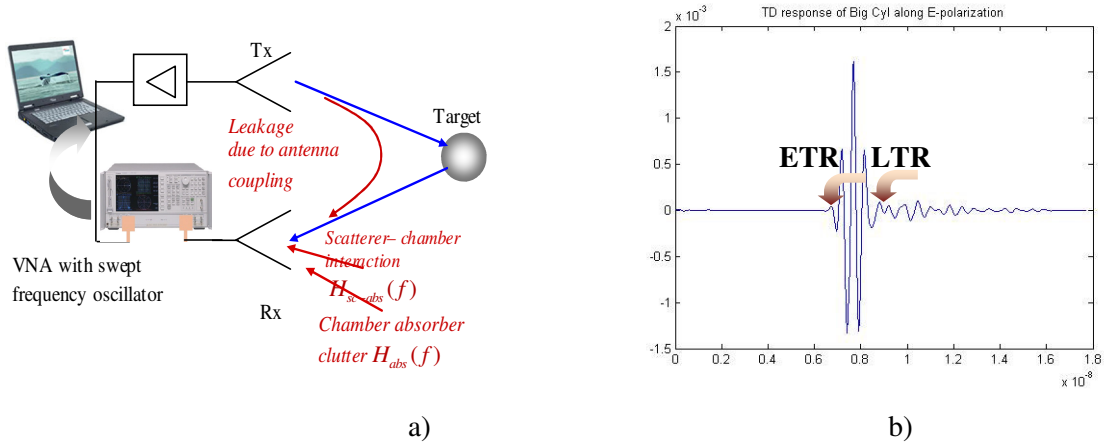 Tx
Target
Leakage
due to antenna
coupling
Scatterer– chamber
interaction
H_sc-abs(f)
VNA with swept
frequency oscillator
Rx
Chamber absorber
clutter H_abs(f)
a)
TD response of Big Cyl along E-polarization
x 10^-3
2
1.5
1
0.5
0
-0.5
-1
-1.5
ETR
LTR
0 0.2 0.4 0.6 0.8 1 1.2 1.4 1.6 1.8
x 10^-8
b)